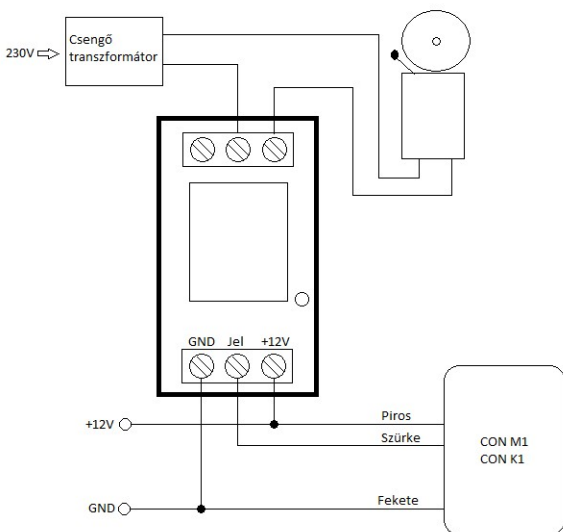 Csengő
transzformátor
230V
GND Jel +12V
+12V
Piros
Szürke
CON M1
CON K1
Fekete
GND